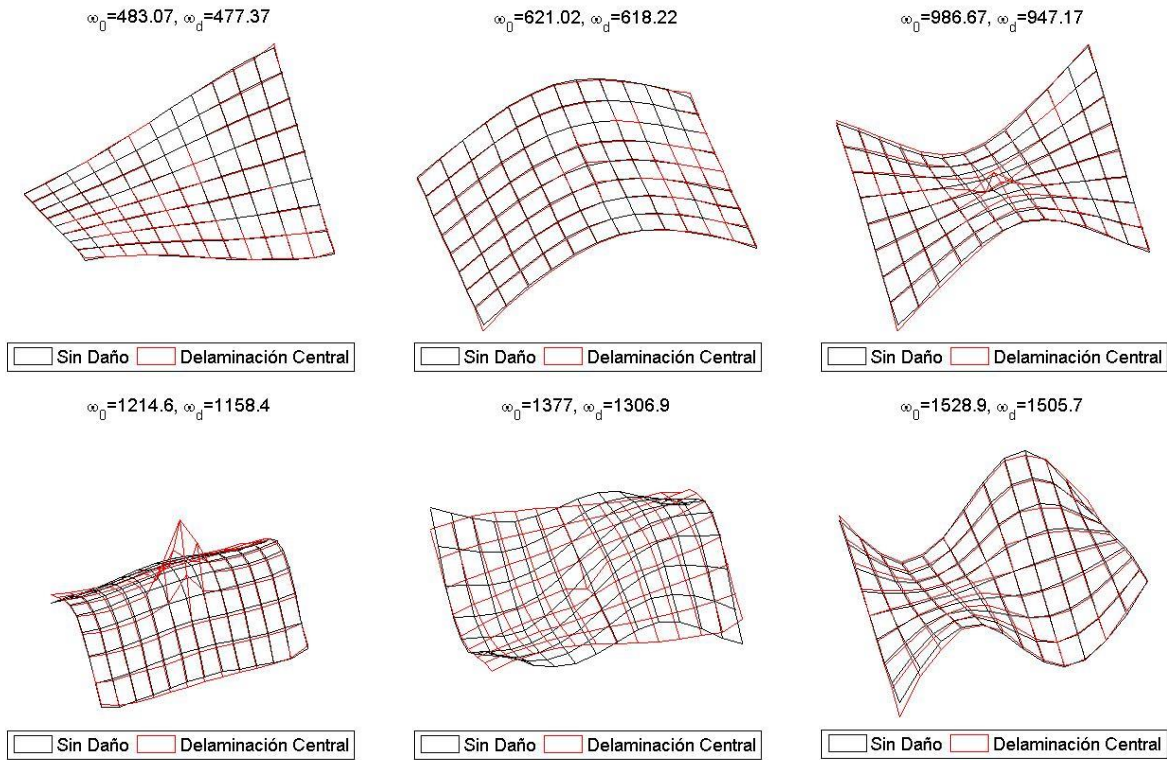 ω0=483.07, ωd=477.37
ω0=621.02, ωd=618.22
ω0=986.67, ωd=947.17
Sin Daño Delaminación Central
Sin Daño Delaminación Central
Sin Daño Delaminación Central
ω0=1214.6, ωd=1158.4
ω0=1377, ωd=1306.9
ω0=1528.9, ωd=1505.7
Sin Daño Delaminación Central
Sin Daño Delaminación Central
Sin Daño Delaminación Central